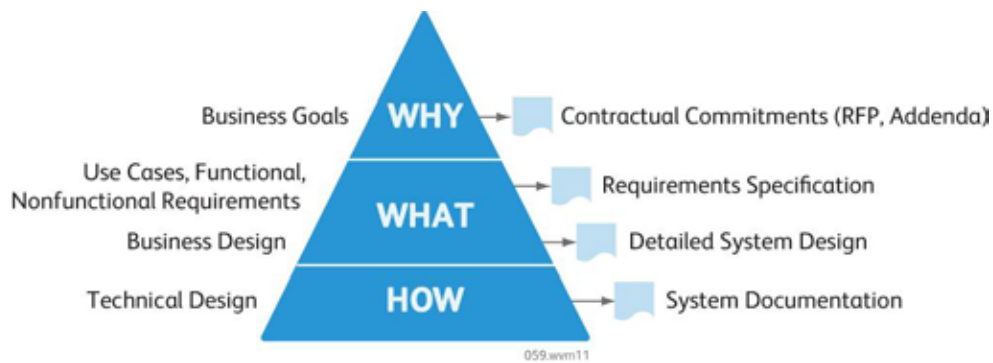 Business Goals WHY Contractual Commitments (RFP, Addenda)
Use Cases, Functional,
Nonfunctional Requirements
Requirements Specification
WHAT
Business Design Detailed System Design
Technical Design HOW System Documentation
059.wvm11